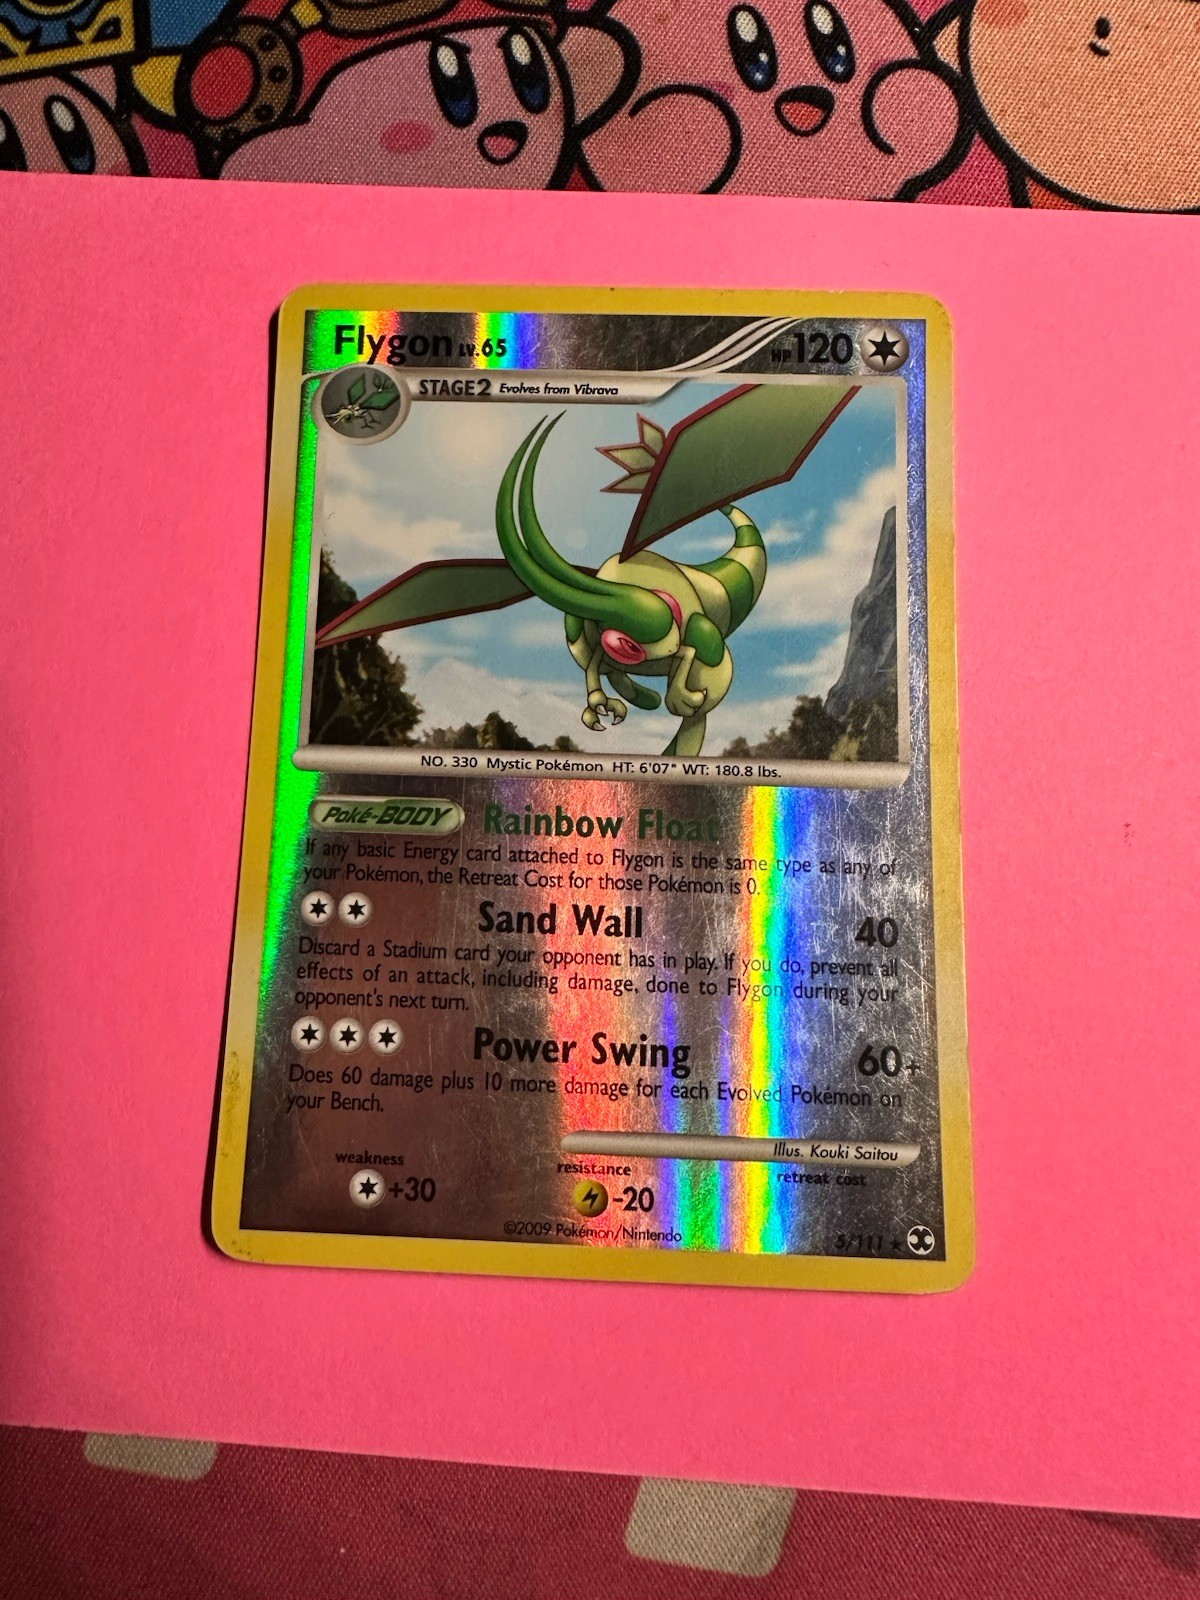 Flygon LV.65 HP 120
STAGE2 Evolves from Vibrava
NO. 330 Mystic Pokémon HT: 6'07" WT: 180.8 lbs.
Poké-BODY Rainbow Float
If any basic Energy card attached to Flygon is the same type as any of
your Pokémon, the Retreat Cost for those Pokémon is 0.
Sand Wall 40
Discard a Stadium card your opponent has in play. If you do, prevent all
effects of an attack, including damage, done to Flygon during your
opponent's next turn.
Power Swing 60+
Does 60 damage plus 10 more damage for each Evolved Pokémon on
your Bench.
Illus. Kouki Saitou
weakness resistance retreat cost
+30 -20
©2009 Pokémon/Nintendo 5/111